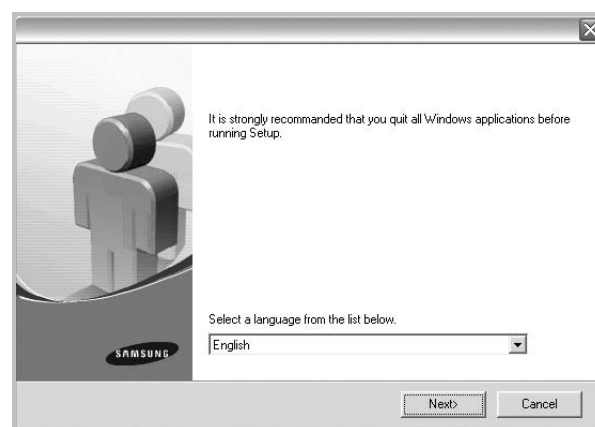 It is strongly recommanded that you quit all Windows applications before
running Setup.
Select a language from the list below.
English
SAMSUNG
Next>
Cancel